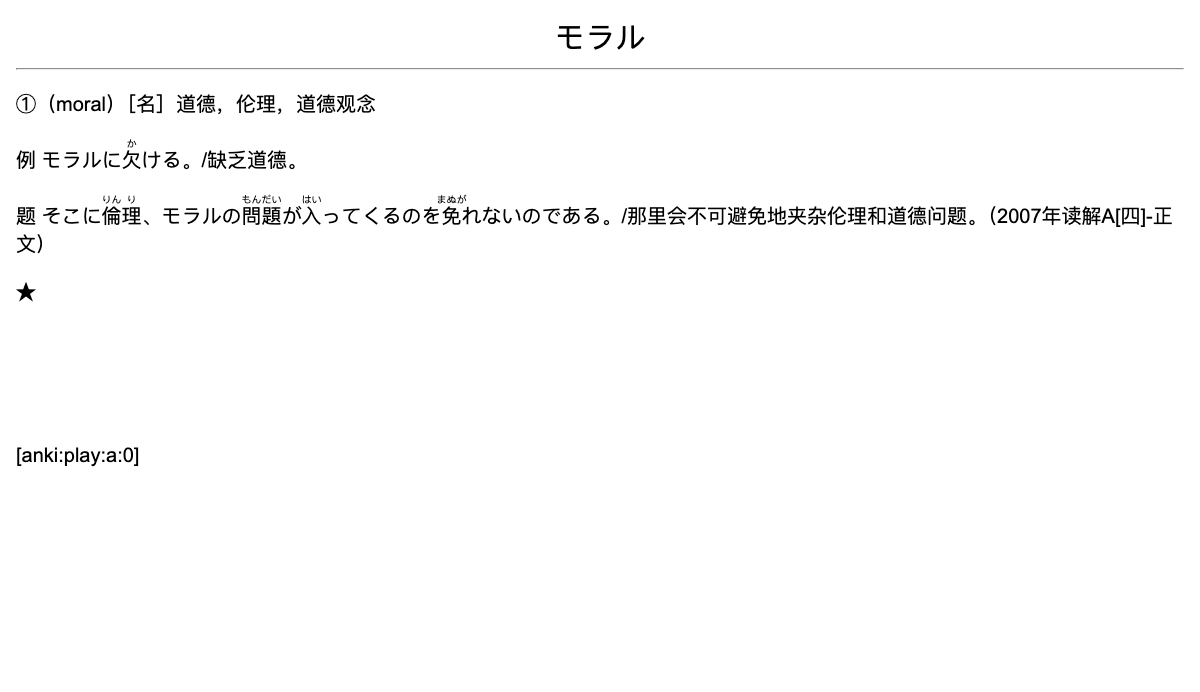 モラル
①（moral）［名］道德，伦理，道德观念
例 モラルに欠ける。/缺乏道德。
か
題 そこに倫理、モラルの問題が入ってくるのを免れないのである。/那里会不可避免地夹杂伦理和道德问题。（2007年读解A[四]-正
りん り もんだい はい まぬが
文）
★
[anki:play:a:0]